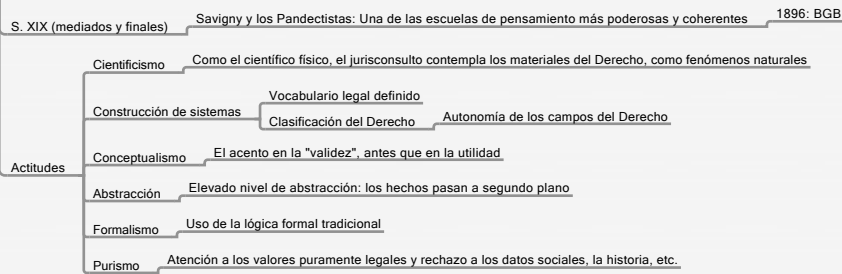 S. XIX (mediados y finales) Savigny y los Pandectistas: Una de las escuelas de pensamiento más poderosas y coherentes 1896: BGB
Actitudes
Cientificismo Como el científico físico, el jurisconsulto contempla los materiales del Derecho, como fenómenos naturales
Construcción de sistemas
Vocabulario legal definido
Clasificación del Derecho Autonomía de los campos del Derecho
Conceptualismo El acento en la "validez", antes que en la utilidad
Abstracción Elevado nivel de abstracción: los hechos pasan a segundo plano
Formalismo Uso de la lógica formal tradicional
Purismo Atención a los valores puramente legales y rechazo a los datos sociales, la historia, etc.